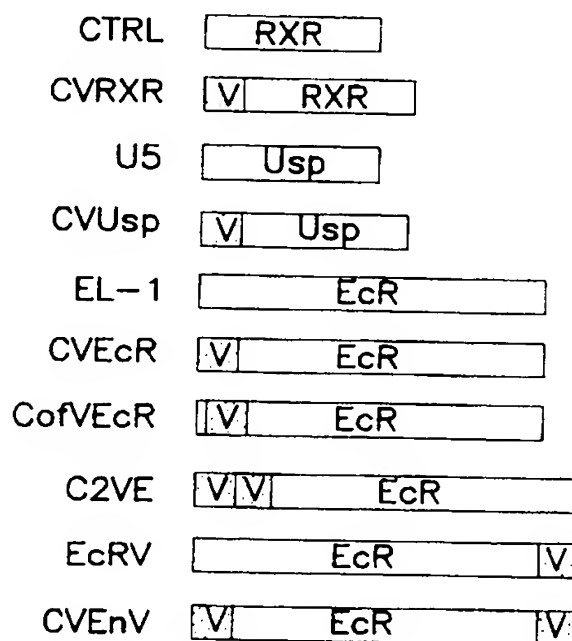 CTRL RXR
CVRXR V RXR
U5 Usp
CVUsp V Usp
EL-1 EcR
CVEcR V EcR
CofVEcR V EcR
C2VE V V EcR
EcRV EcR V
CVEnV V EcR V